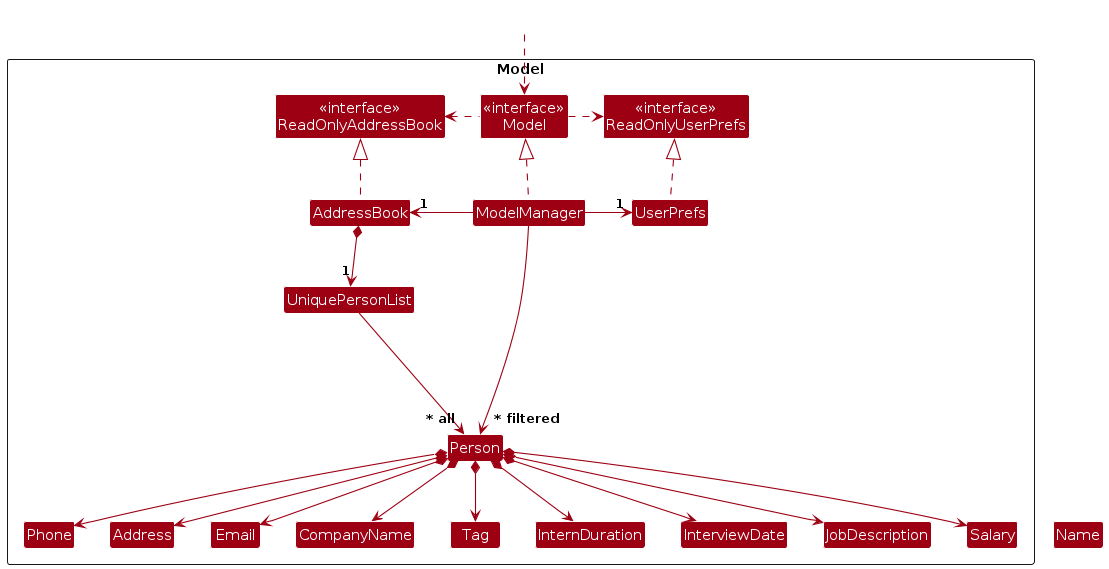 Model
«interface»
ReadOnlyAddressBook
«interface»
Model
«interface»
ReadOnlyUserPrefs
AddressBook
1
ModelManager
1
UserPrefs
1
UniquePersonList
* all
* filtered
Person
Phone
Address
Email
CompanyName
Tag
InternDuration
InterviewDate
JobDescription
Salary
Name